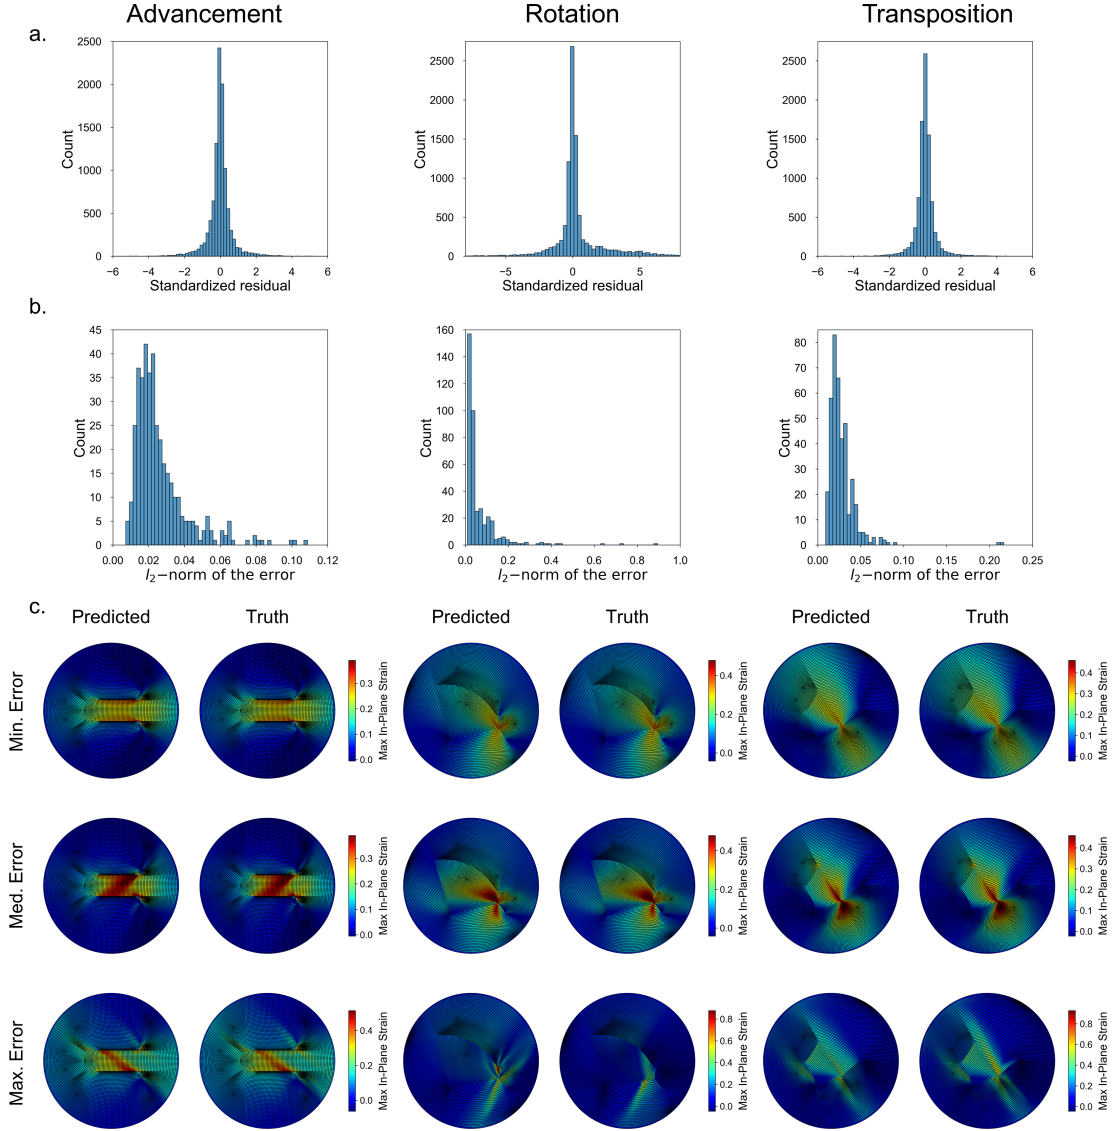 Advancement Rotation Transposition
a.
2500
2000
1500
1000
500
0
Count
−6 −4 −2 0 2 4 6
Standardized residual
2500
2000
1500
1000
500
0
Count
−5 0 5
Standardized residual
2500
2000
1500
1000
500
0
Count
−6 −4 −2 0 2 4 6
Standardized residual
b.
45
40
35
30
25
20
15
10
5
0
Count
0.00 0.02 0.04 0.06 0.08 0.10 0.12
l2−norm of the error
160
140
120
100
80
60
40
20
0
Count
0.0 0.2 0.4 0.6 0.8 1.0
l2−norm of the error
80
70
60
50
40
30
20
10
0
Count
0.00 0.05 0.10 0.15 0.20 0.25
l2−norm of the error
c.
Predicted Truth Predicted Truth Predicted Truth
Min. Error
0.3
0.2
0.1
0.0
Max In-Plane Strain
0.4
0.2
0.0
Max In-Plane Strain
0.4
0.2
0.0
Max In-Plane Strain
Med. Error
0.3
0.2
0.1
0.0
Max In-Plane Strain
0.4
0.2
0.0
Max In-Plane Strain
0.4
0.2
0.0
Max In-Plane Strain
Max. Error
0.4
0.2
0.0
Max In-Plane Strain
0.8
0.6
0.4
0.2
0.0
Max In-Plane Strain
0.8
0.6
0.4
0.2
0.0
Max In-Plane Strain